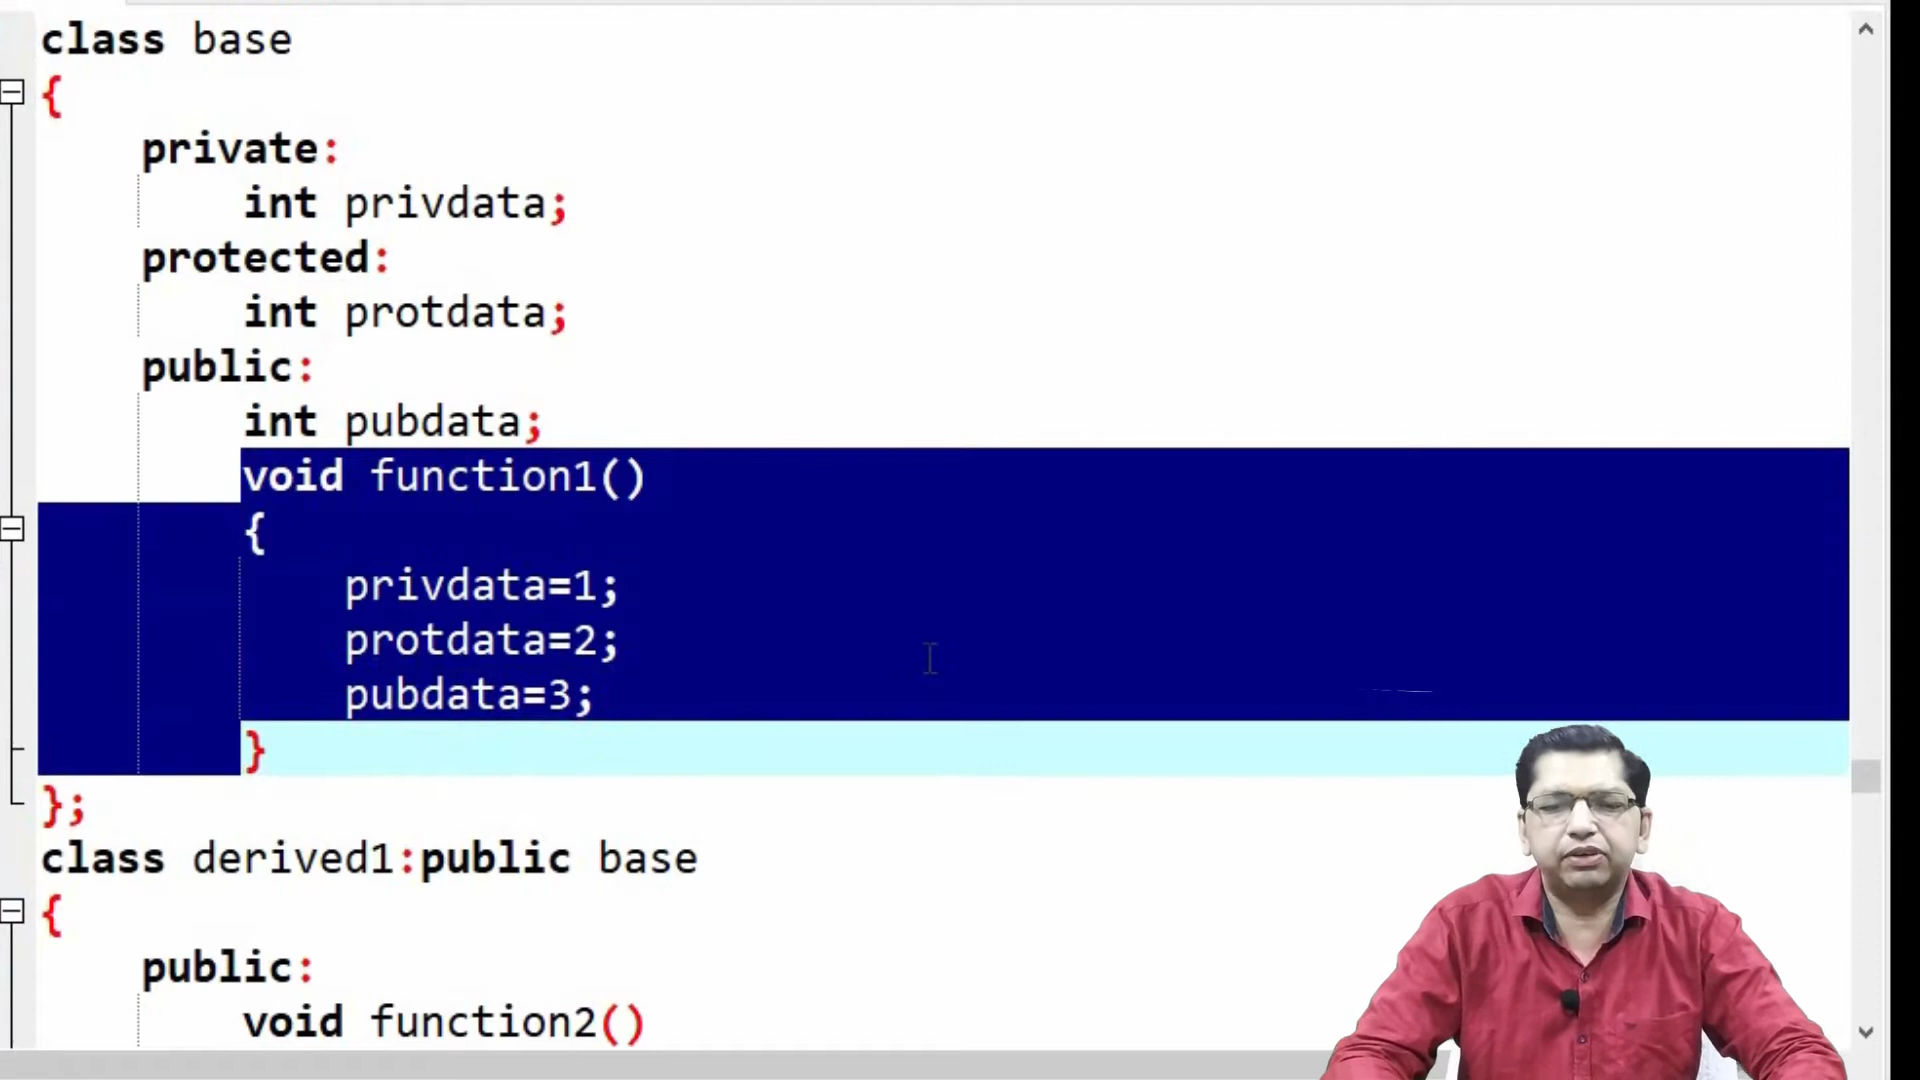 class base
{
private:
int privdata;
protected:
int protdata;
public:
int pubdata;
void function1()
{
privdata=1;
protdata=2;
pubdata=3;
}
};
class derived1:public base
{
public:
void function2()